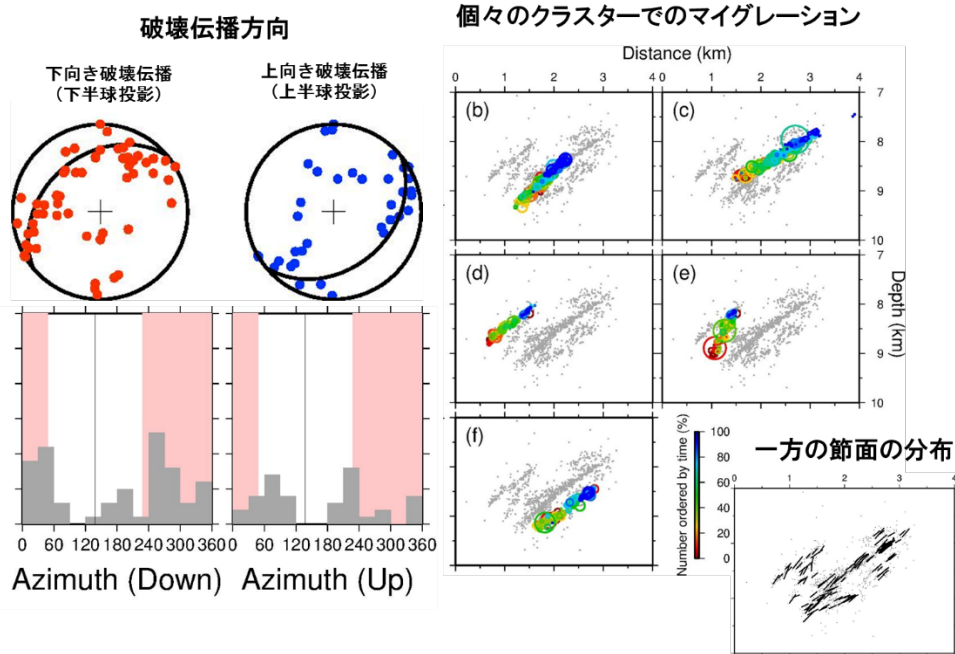 破壊伝播方向
下向き破壊伝播
(下半球投影)
上向き破壊伝播
(上半球投影)
0 60 120 180 240 300 360
Azimuth (Down)
0 60 120 180 240 300 360
Azimuth (Up)
個々のクラスターでのマイグレーション
Distance (km)
0 1 2 3 4
0 1 2 3 4
(b)
(c)
7
8
9
10
(d)
(e)
7
8
9
10
Depth (km)
(f)
100
80
60
40
20
0
Number ordered by time (%)
一方の節面の分布
0 1 2 3 4